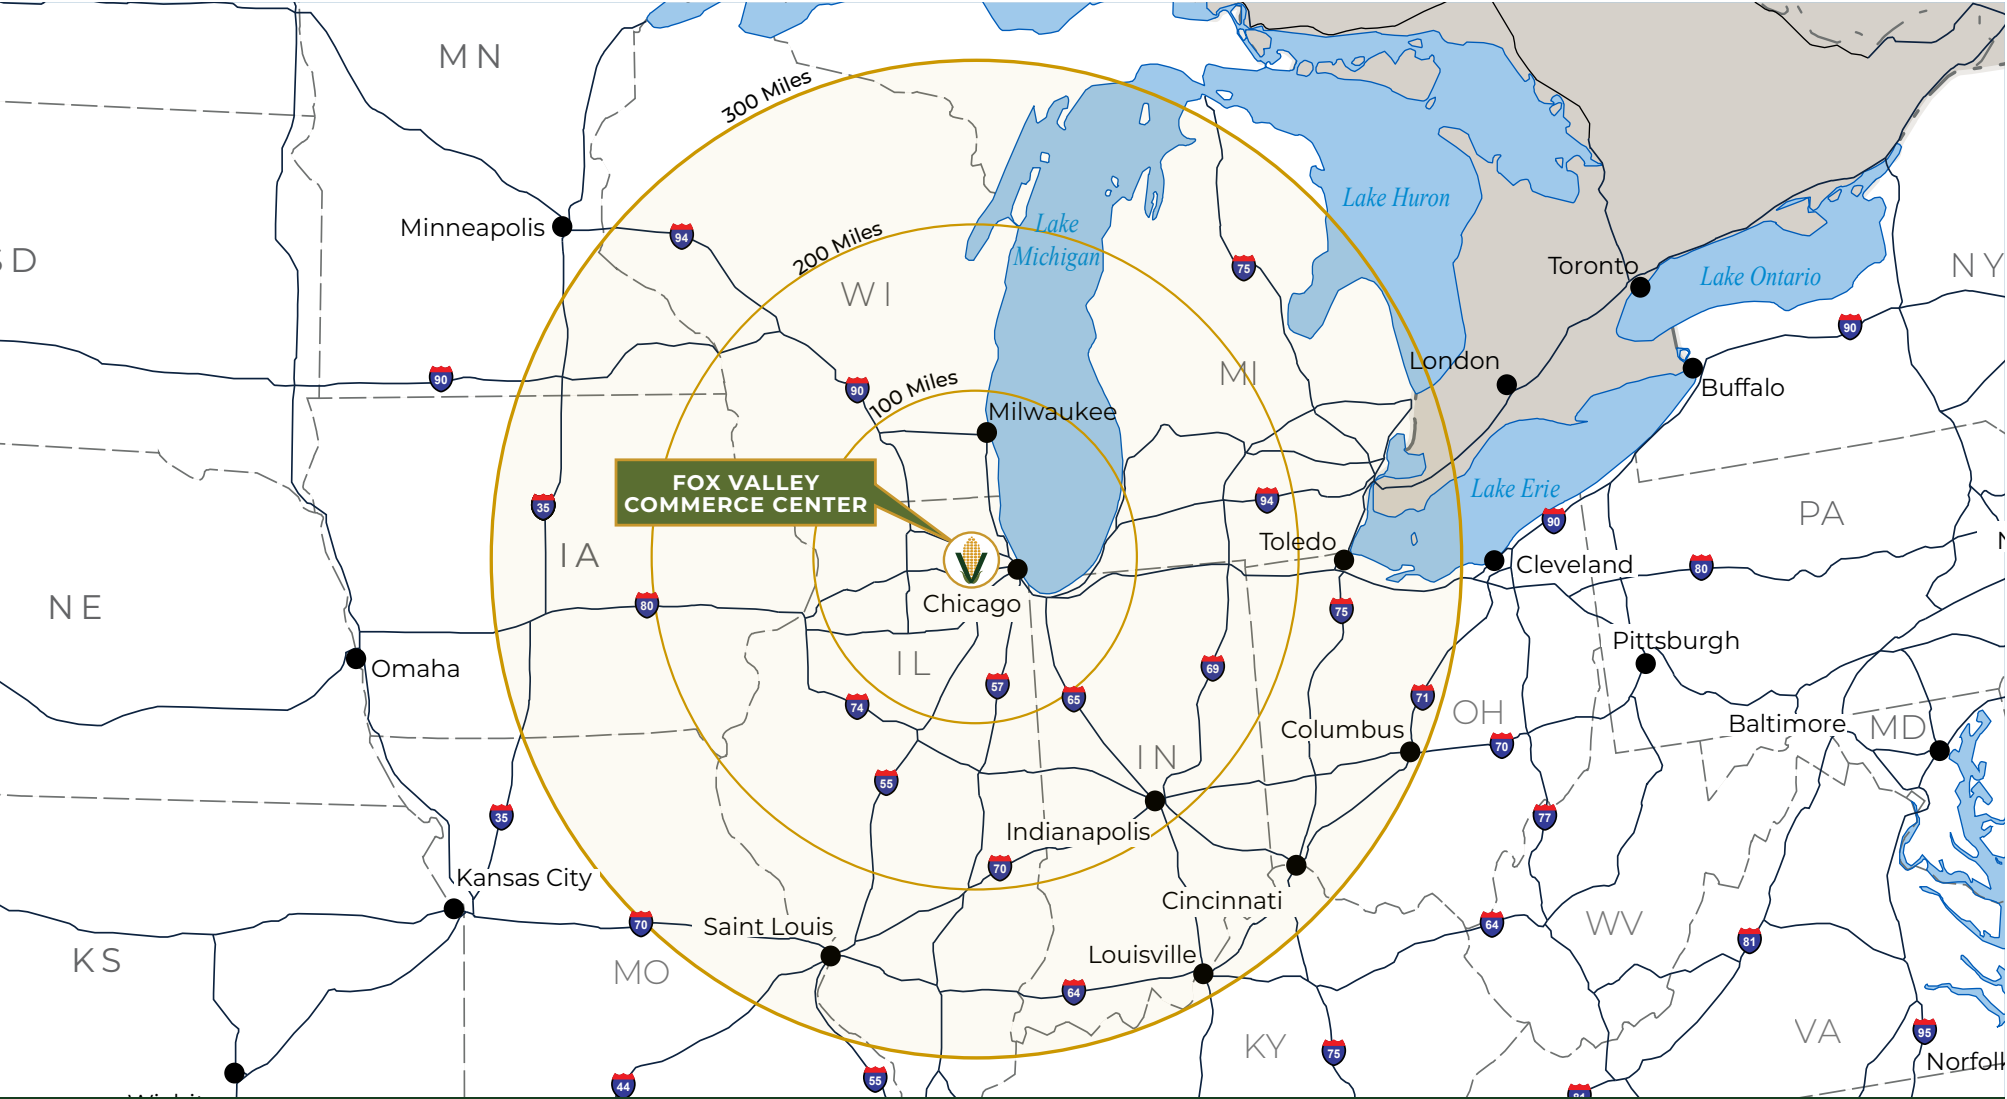 MN
300 Miles
Lake Huron
Minneapolis
94
Lake
Michigan
200 Miles
SD
75
Toronto
Lake Ontario
NY
WI
90
London
MI
90
90
Buffalo
100 Miles
Milwaukee
FOX VALLEY
COMMERCE CENTER
35
94
Lake Erie
90
PA
IA
Toledo
Cleveland
80
80
Chicago
75
NE
Omaha
IL
Pittsburgh
57
65
69
71
74
OH
Baltimore
MD
Columbus
70
IN
55
35
77
Indianapolis
70
Kansas City
Cincinnati
70
Saint Louis
64
WV
81
KS
MO
Louisville
64
KY
75
VA
95
Norfolk
44
55